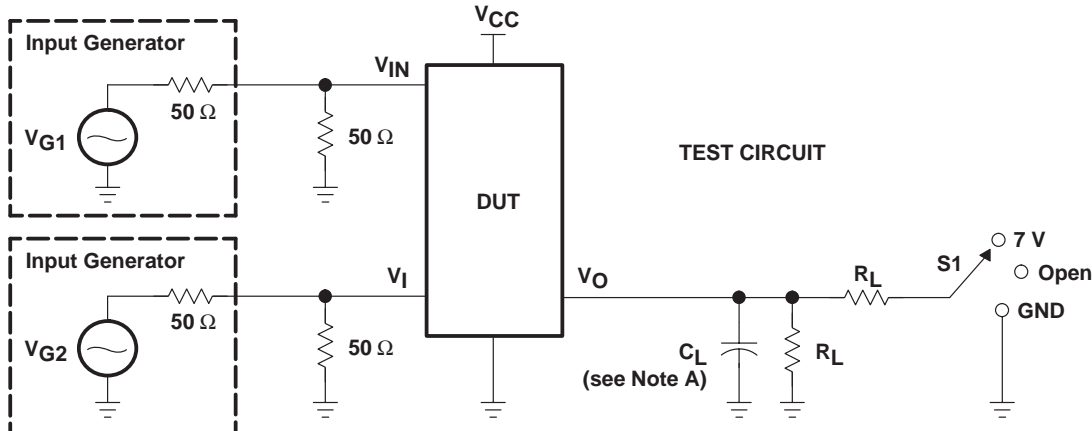 VCC
Input Generator
VIN
50 Ω
VG1
50 Ω
TEST CIRCUIT
DUT
Input Generator
VI
50 Ω
VG2
50 Ω
VO
RL
S1
7 V
Open
GND
CL
(see Note A)
RL